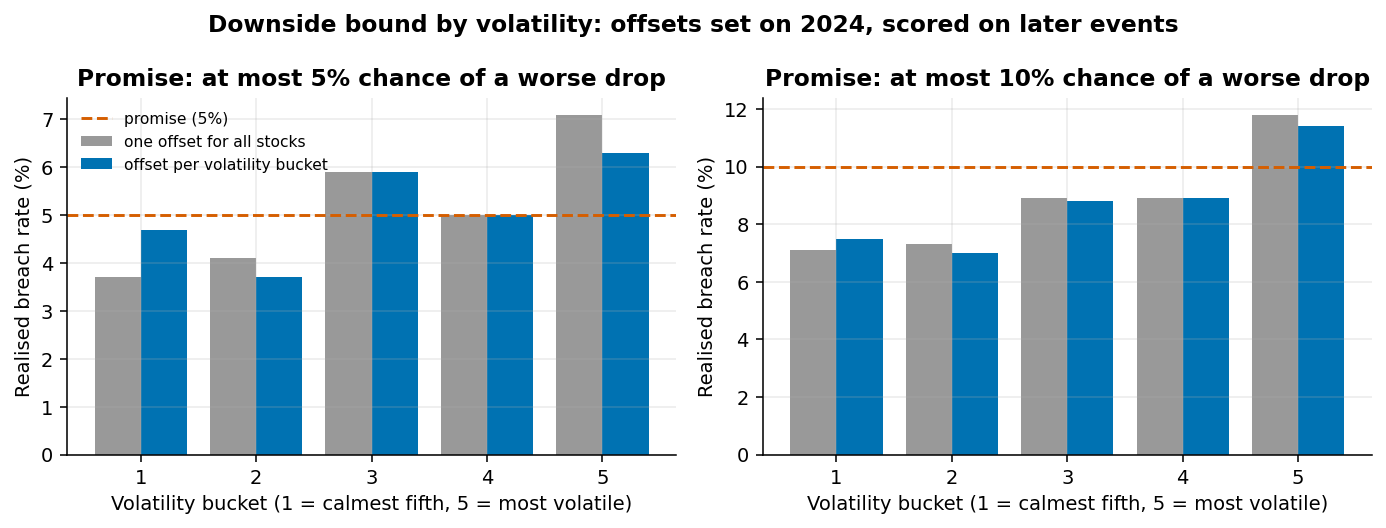 Downside bound by volatility: offsets set on 2024, scored on later events
Promise: at most 5% chance of a worse drop
Realised breach rate (%)
7
6
5
4
3
2
1
0
promise (5%)
one offset for all stocks
offset per volatility bucket
1 2 3 4 5
Volatility bucket (1 = calmest fifth, 5 = most volatile)
Promise: at most 10% chance of a worse drop
Realised breach rate (%)
12
10
8
6
4
2
0
1 2 3 4 5
Volatility bucket (1 = calmest fifth, 5 = most volatile)